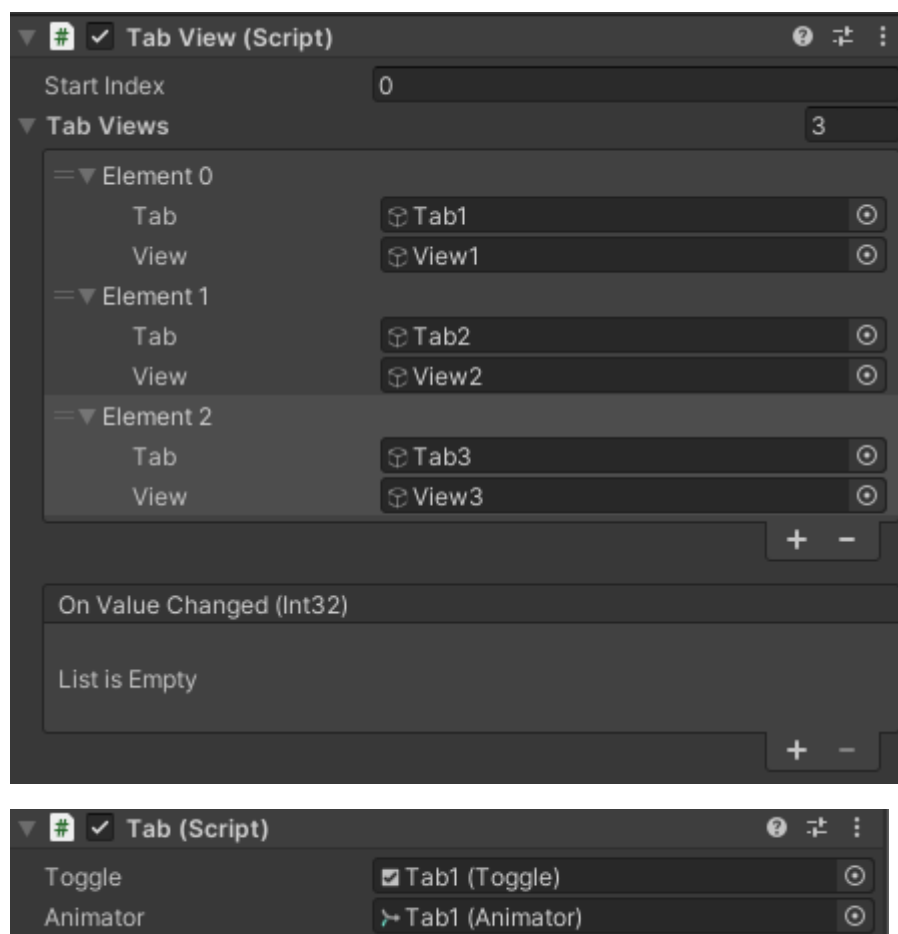 Tab View (Script)
Start Index 0
Tab Views 3
Element 0
Tab Tab1
View View1
Element 1
Tab Tab2
View View2
Element 2
Tab Tab3
View View3
+ -
On Value Changed (Int32)
List is Empty
+ -
# Tab (Script)
Toggle Tab1 (Toggle)
Animator Tab1 (Animator)